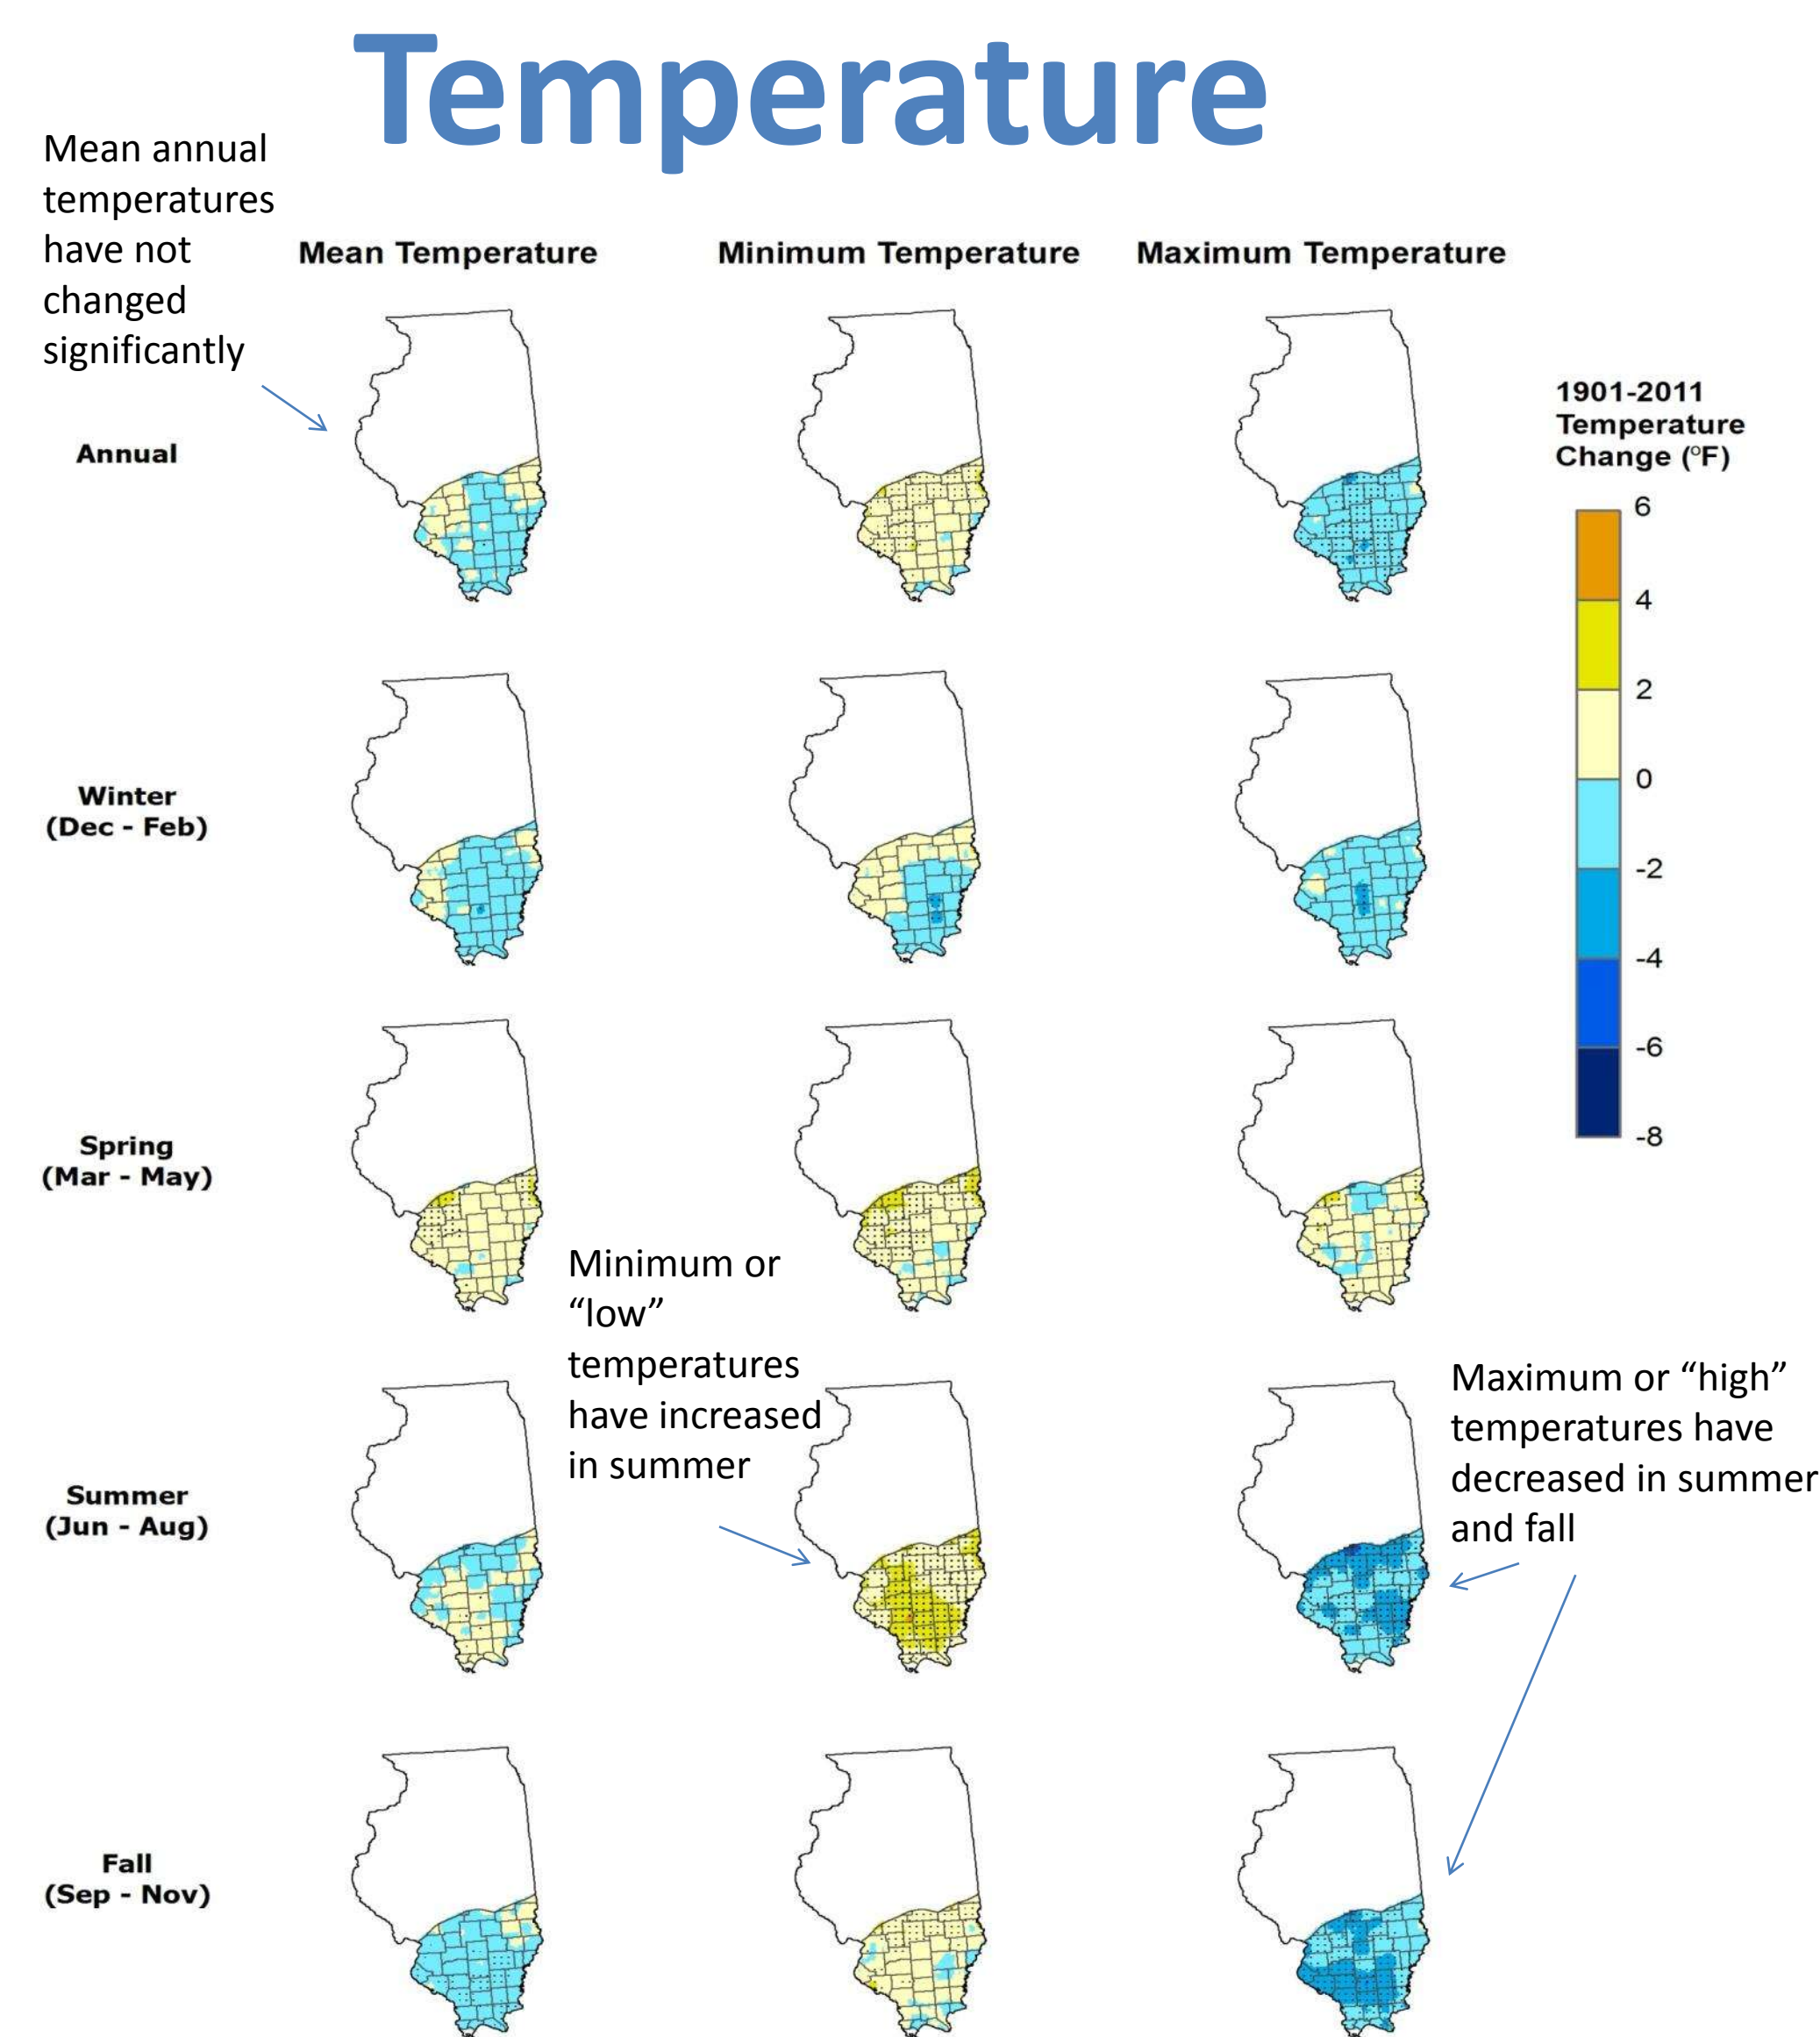 Temperature
Mean annual
temperatures
have not
changed
significantly
Mean Temperature
Minimum Temperature
Maximum Temperature
1901-2011
Temperature
Change (°F)
6
4
2
0
-2
-4
-6
-8
Annual
Winter
(Dec - Feb)
Spring
(Mar - May)
Minimum or
“low”
temperatures
have increased
in summer
Maximum or “high”
temperatures have
decreased in summer
and fall
Summer
(Jun - Aug)
Fall
(Sep - Nov)